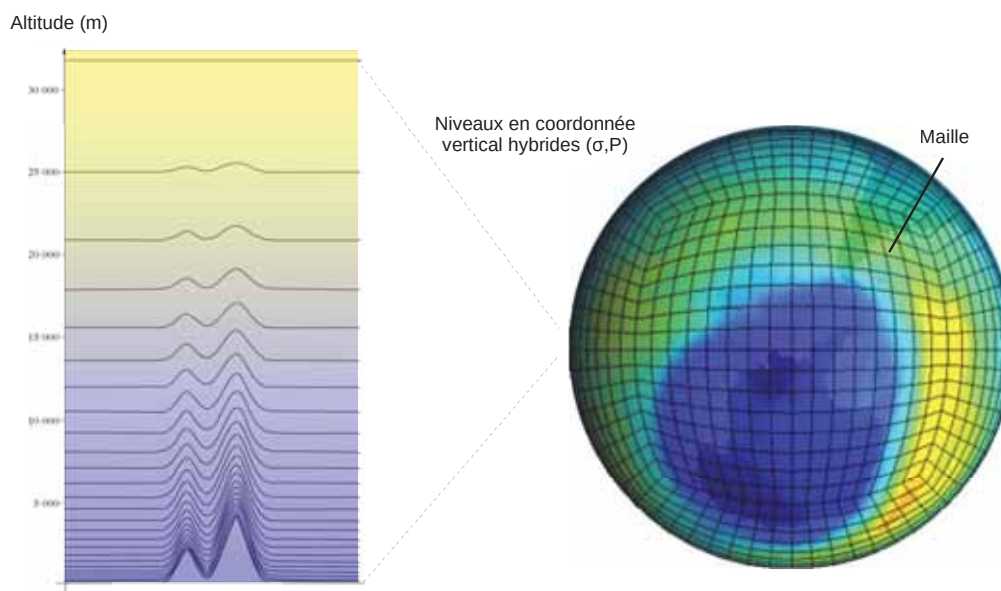 Altitude (m)
30 000
25 000
20 000
15 000
10 000
5 000
Niveaux en coordonnée
vertical hybrides (σ,P)
Maille